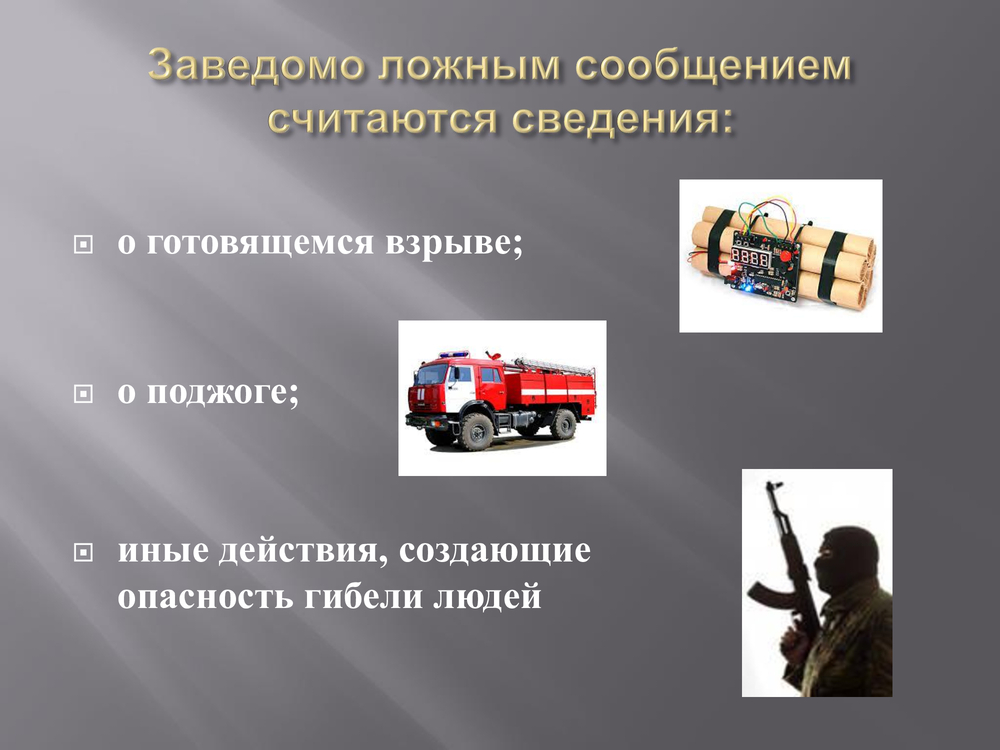 Заведомо ложным сообщением
считаются сведения:
о готовящемся взрыве;
о поджоге;
иные действия, создающие
опасность гибели людей